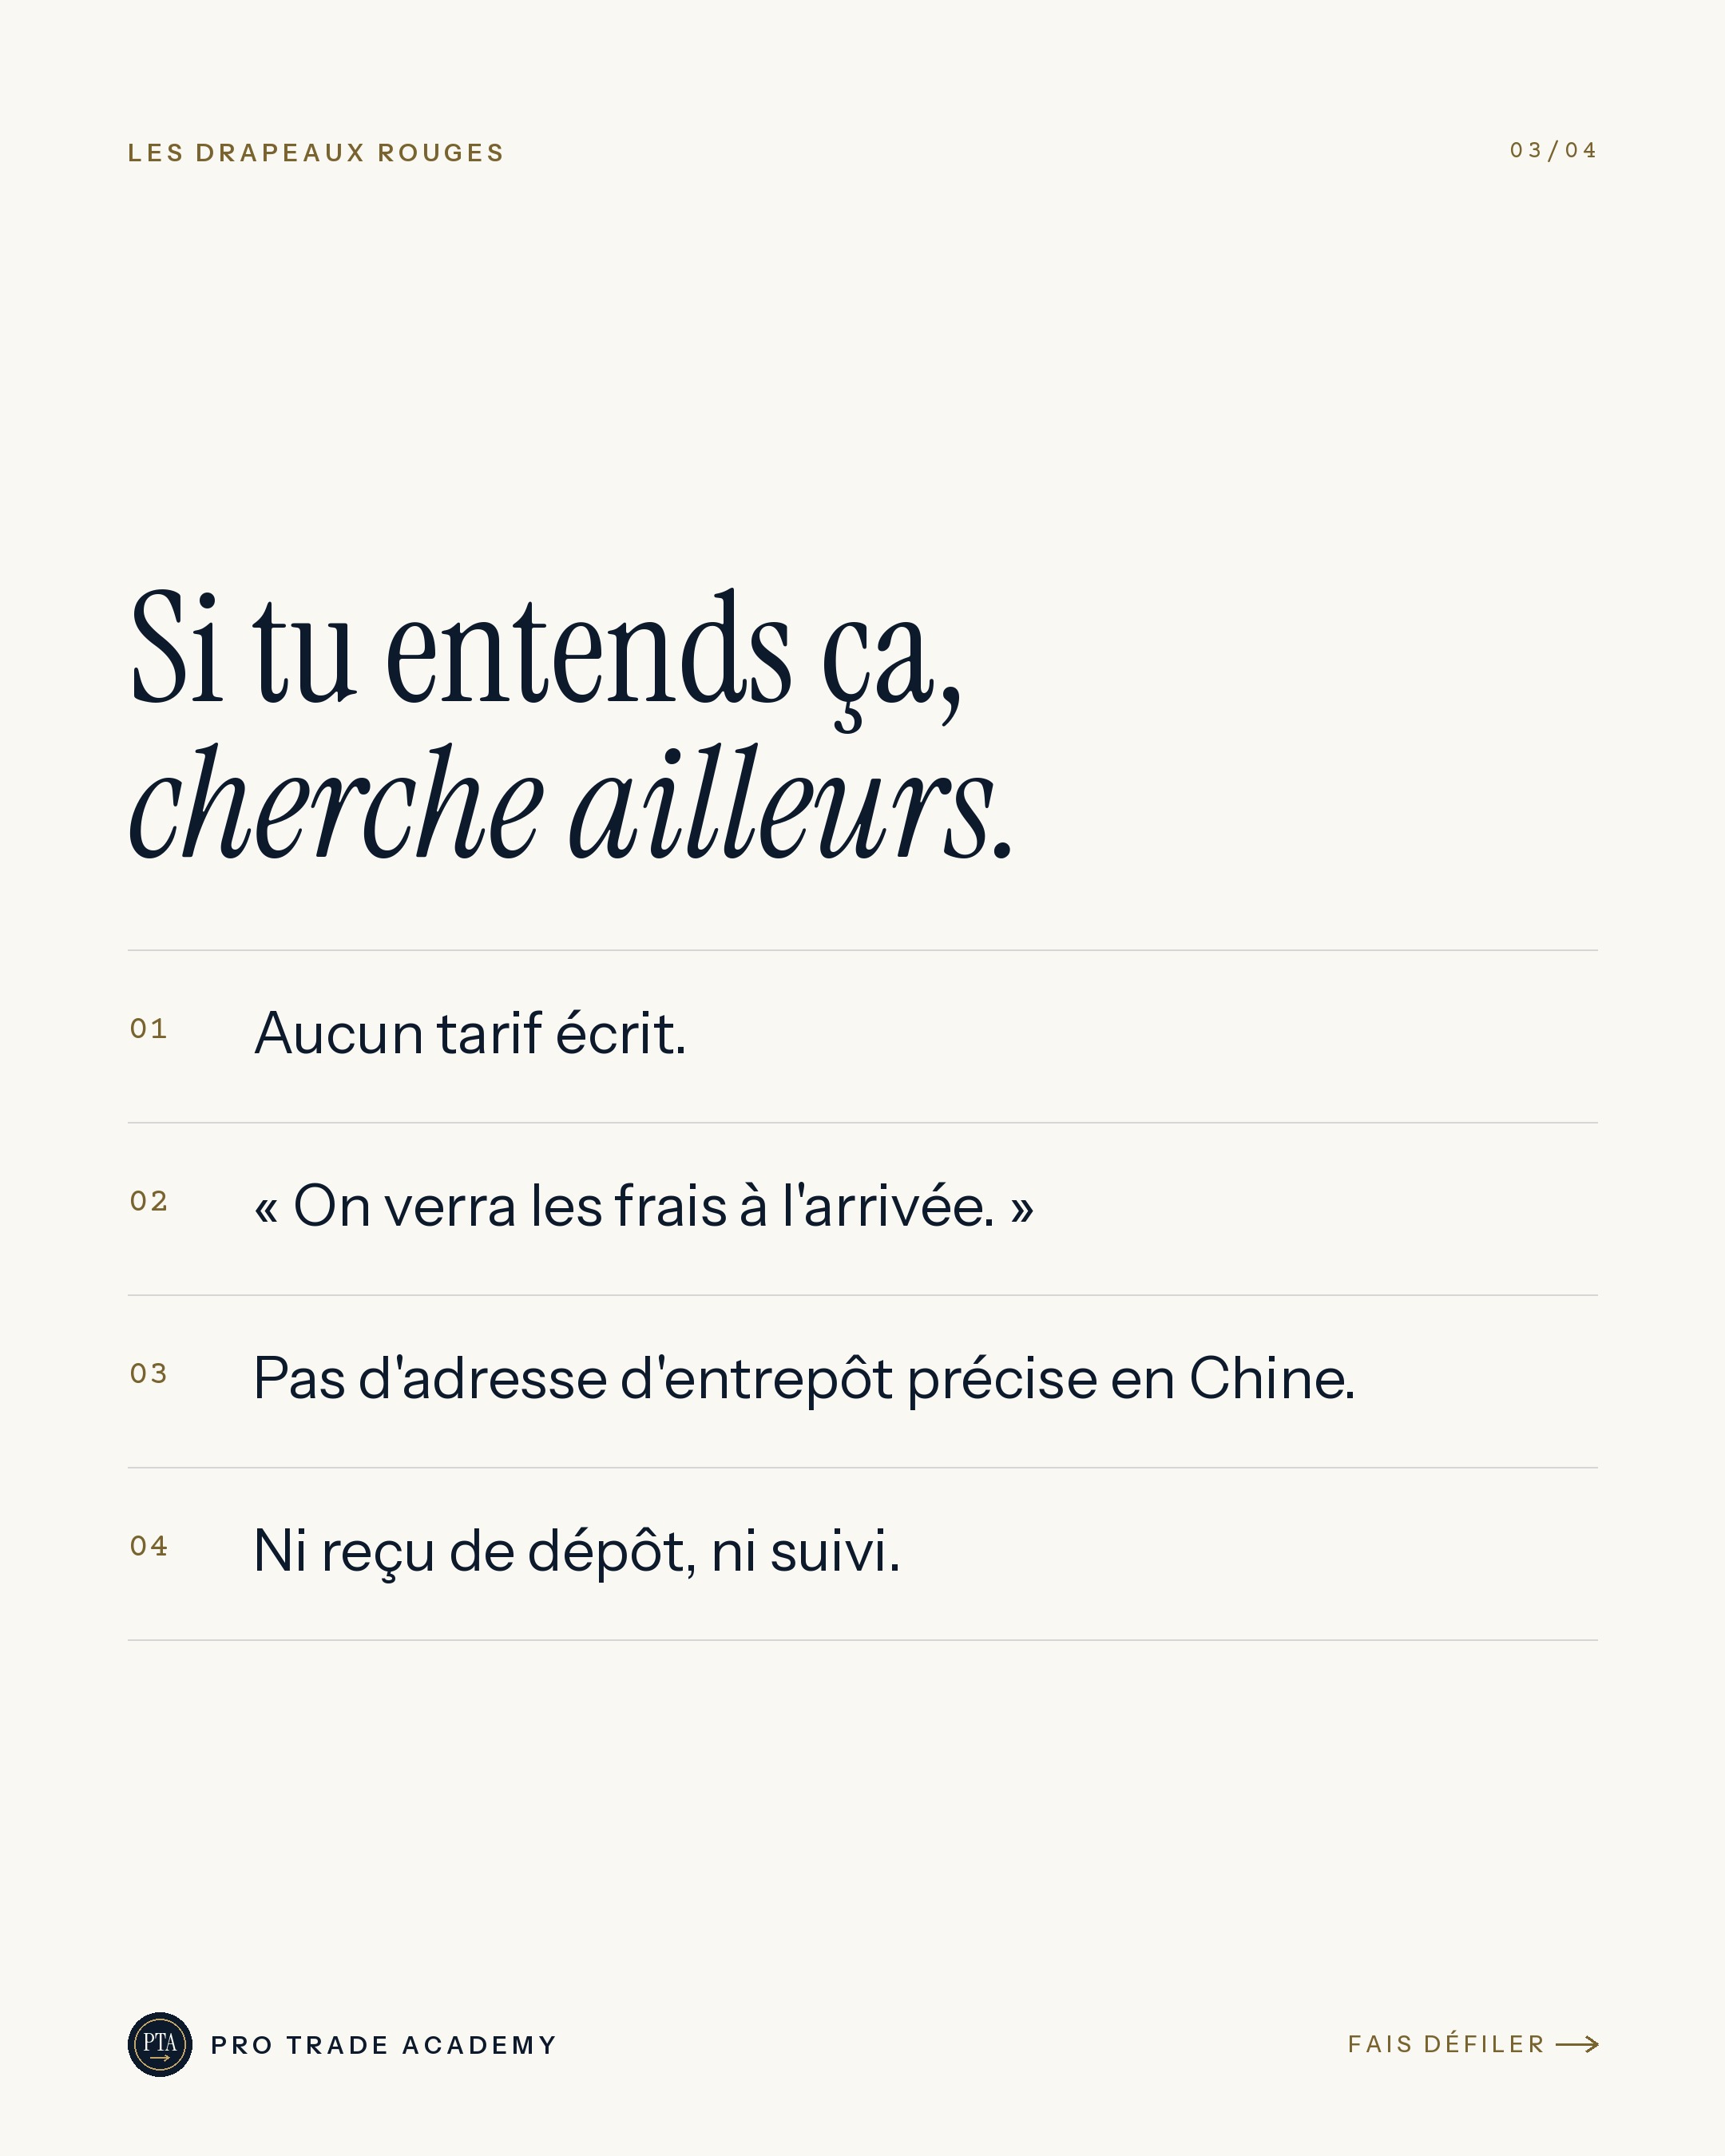 LES DRAPEAUX ROUGES
03/04
Si tu entends ça,
cherche ailleurs.
01 Aucun tarif écrit.
02 « On verra les frais à l'arrivée. »
03 Pas d'adresse d'entrepôt précise en Chine.
04 Ni reçu de dépôt, ni suivi.
PTA
PRO TRADE ACADEMY
FAIS DÉFILER